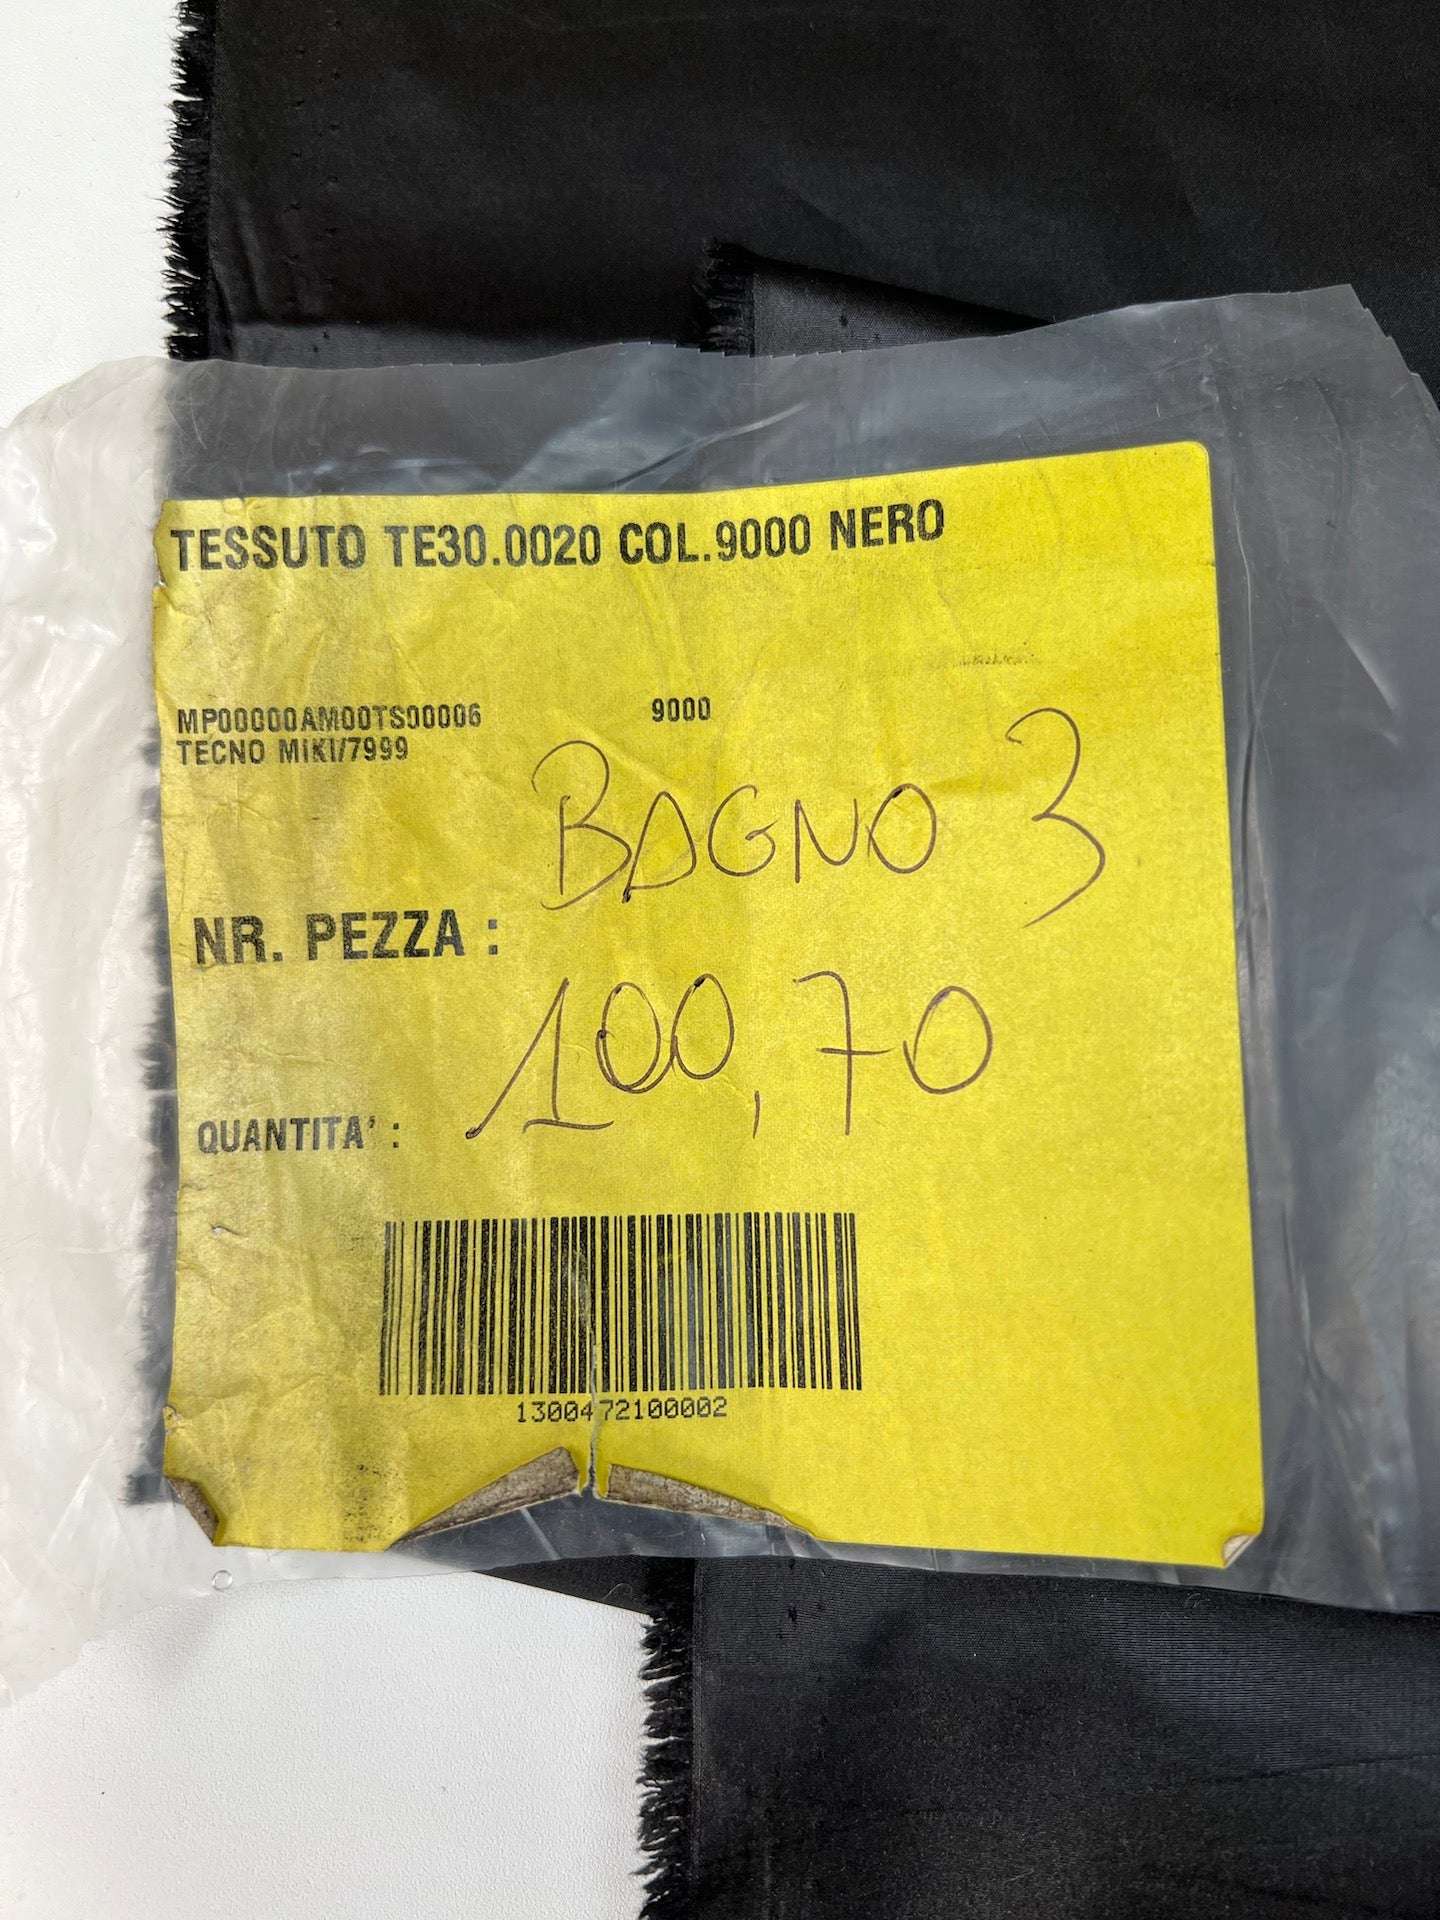 TESSUTO TE30.0020 COL.9000 NERO
MP00000AM00TS00006 9000
TECNO MIKI/7999
BAGNO 3
NR. PEZZA :
100,70
QUANTITA' :
1300472100002